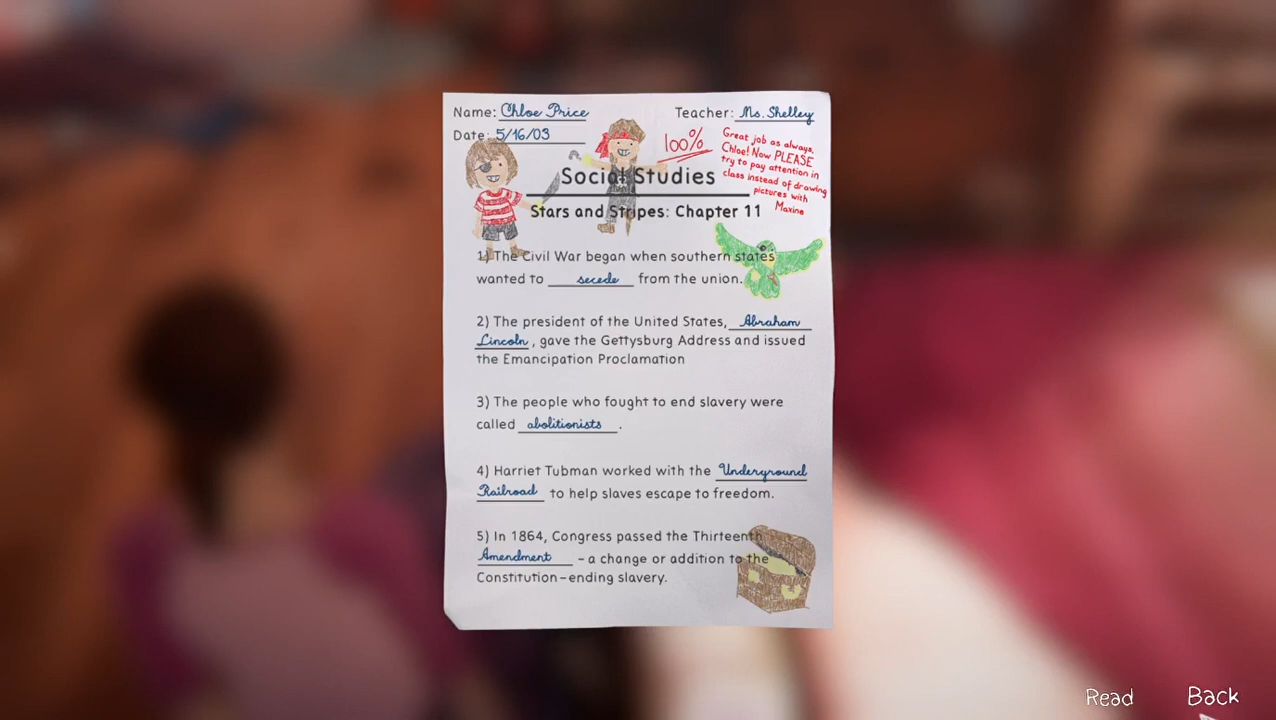 Name: Chloe Price
Teacher: Ms. Shelley
Date: 5/16/03
100%
Great job as always,
Chloe! Now PLEASE
try to pay attention in
class instead of drawing
pictures with
Maxine
Social Studies
Stars and Stripes: Chapter 11
1) The Civil War began when southern states
wanted to secede from the union.
2) The president of the United States, Abraham
Lincoln, gave the Gettysburg Address and issued
the Emancipation Proclamation
3) The people who fought to end slavery were
called abolitionists.
4) Harriet Tubman worked with the Underground
Railroad to help slaves escape to freedom.
5) In 1864, Congress passed the Thirteenth
Amendment - a change or addition to the
Constitution - ending slavery.
Read
Back